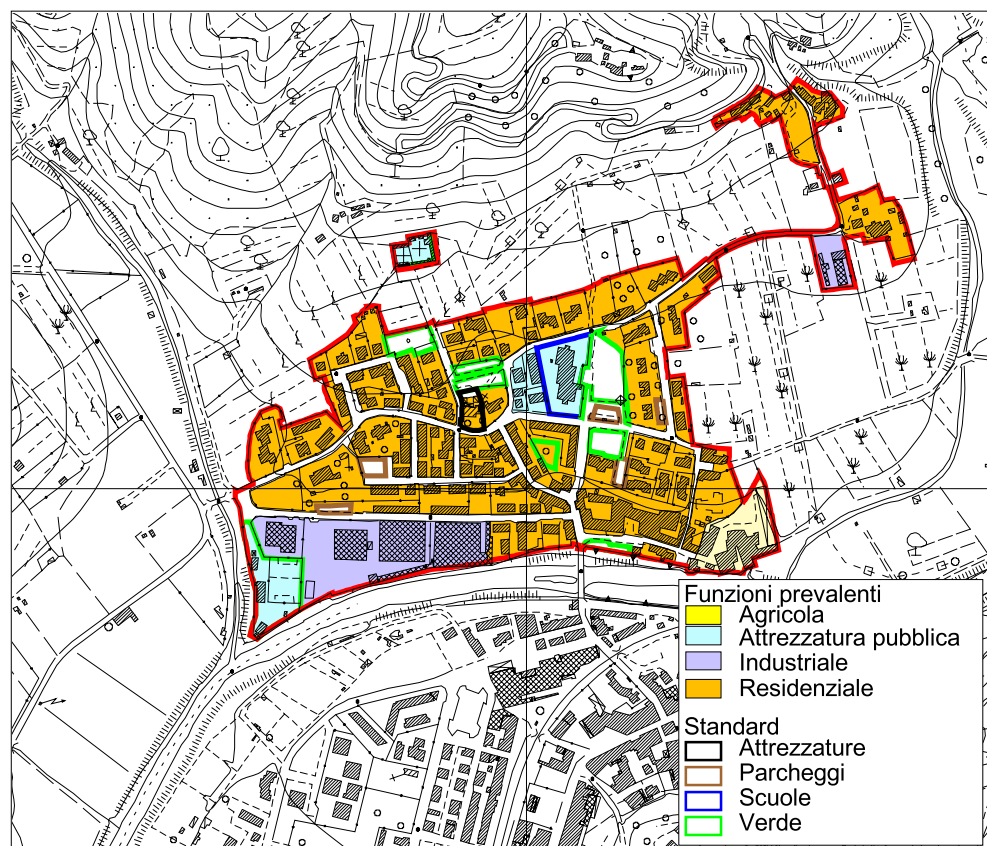 Funzioni prevalenti
Agricola
Attrezzatura pubblica
Industriale
Residenziale
Standard
Attrezzature
Parcheggi
Scuole
Verde